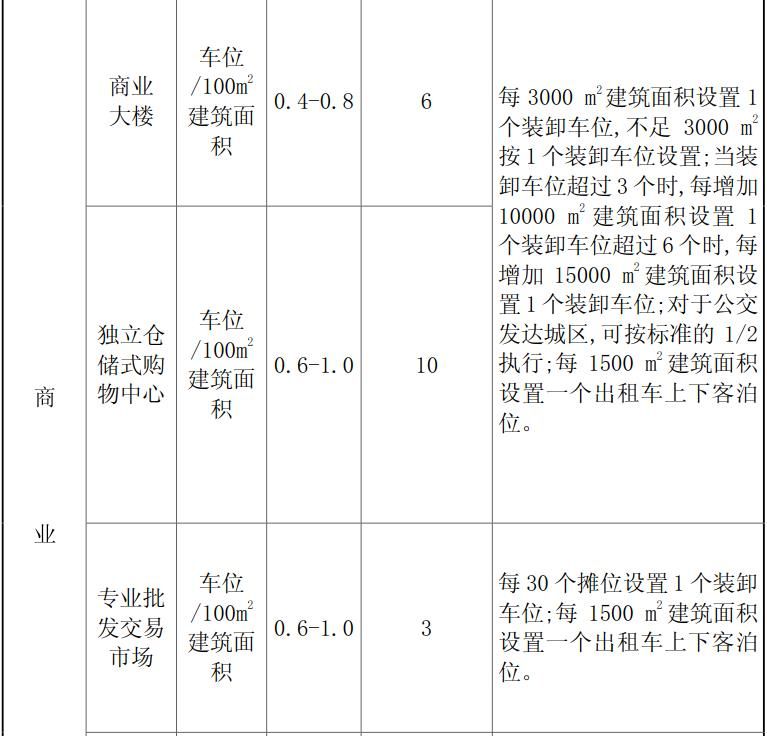 商
业
商业
大楼
车位
/100m²
建筑面
积
0.4-0.8
6
每 3000 m²建筑面积设置 1
个装卸车位,不足 3000 m²
按 1 个装卸车位设置;当装
卸车位超过 3 个时,每增加
10000 m² 建筑面积设置 1
个装卸车位超过 6 个时,每
增加 15000 m²建筑面积设
置 1 个装卸车位;对于公交
发达城区,可按标准的 1/2
执行;每 1500 m²建筑面积
设置一个出租车上下客泊
位。
独立仓
储式购
物中心
车位
/100m²
建筑面
积
0.6-1.0
10
专业批
发交易
市场
车位
/100m²
建筑面
积
0.6-1.0
3
每 30 个摊位设置 1 个装卸
车位;每 1500 m²建筑面积
设置一个出租车上下客泊
位。